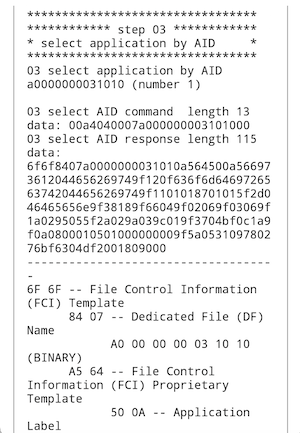 *********************************
************ step 03 ************
* select application by AID     *
*********************************
03 select application by AID
a0000000031010 (number 1)

03 select AID command  length 13
data: 00a4040007a000000003101000
03 select AID response length 115
data:
6f6f8407a0000000031010a564500a56697
3612044656269749f120f636f6d64697265
63742044656269749f1101018701015f2d0
46465656e9f38189f66049f02069f03069f
1a0295055f2a029a039c019f3704bf0c1a9
f0a0800010501000000009f5a0531097802
76bf6304df2001809000
---------------------------------
-
6F 6F -- File Control Information
(FCI) Template
      84 07 -- Dedicated File (DF)
Name
            A0 00 00 00 03 10 10
(BINARY)
      A5 64 -- File Control
Information (FCI) Proprietary
Template
            50 0A -- Application
Label